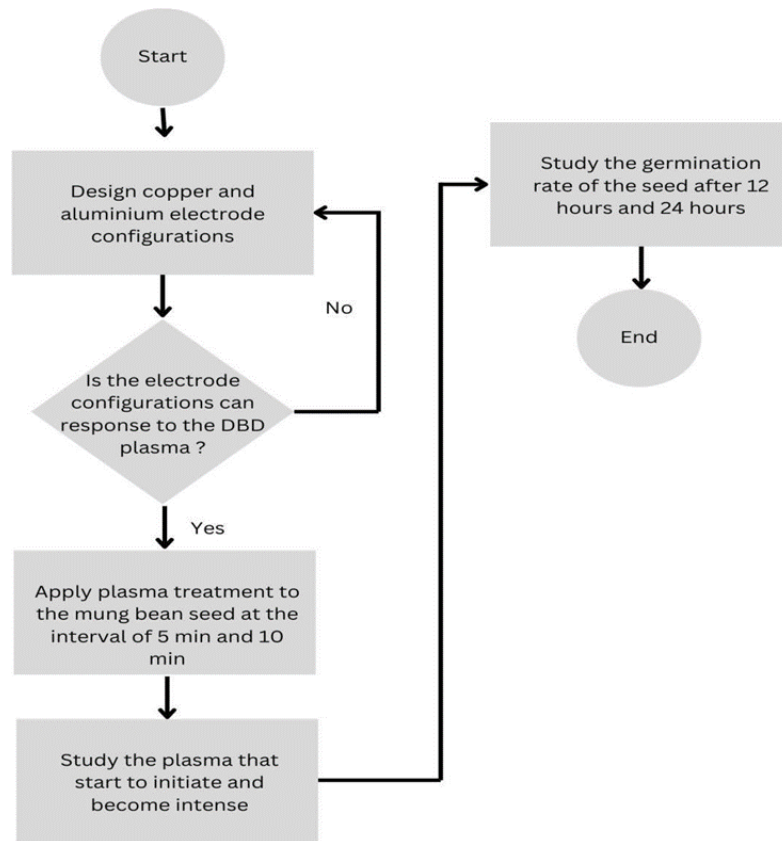 Start
Design copper and
aluminium electrode
configurations
No
Is the electrode
configurations can
response to the DBD
plasma ?
Yes
Apply plasma treatment to
the mung bean seed at the
interval of 5 min and 10
min
Study the plasma that
start to initiate and
become intense
Study the germination
rate of the seed after 12
hours and 24 hours
End